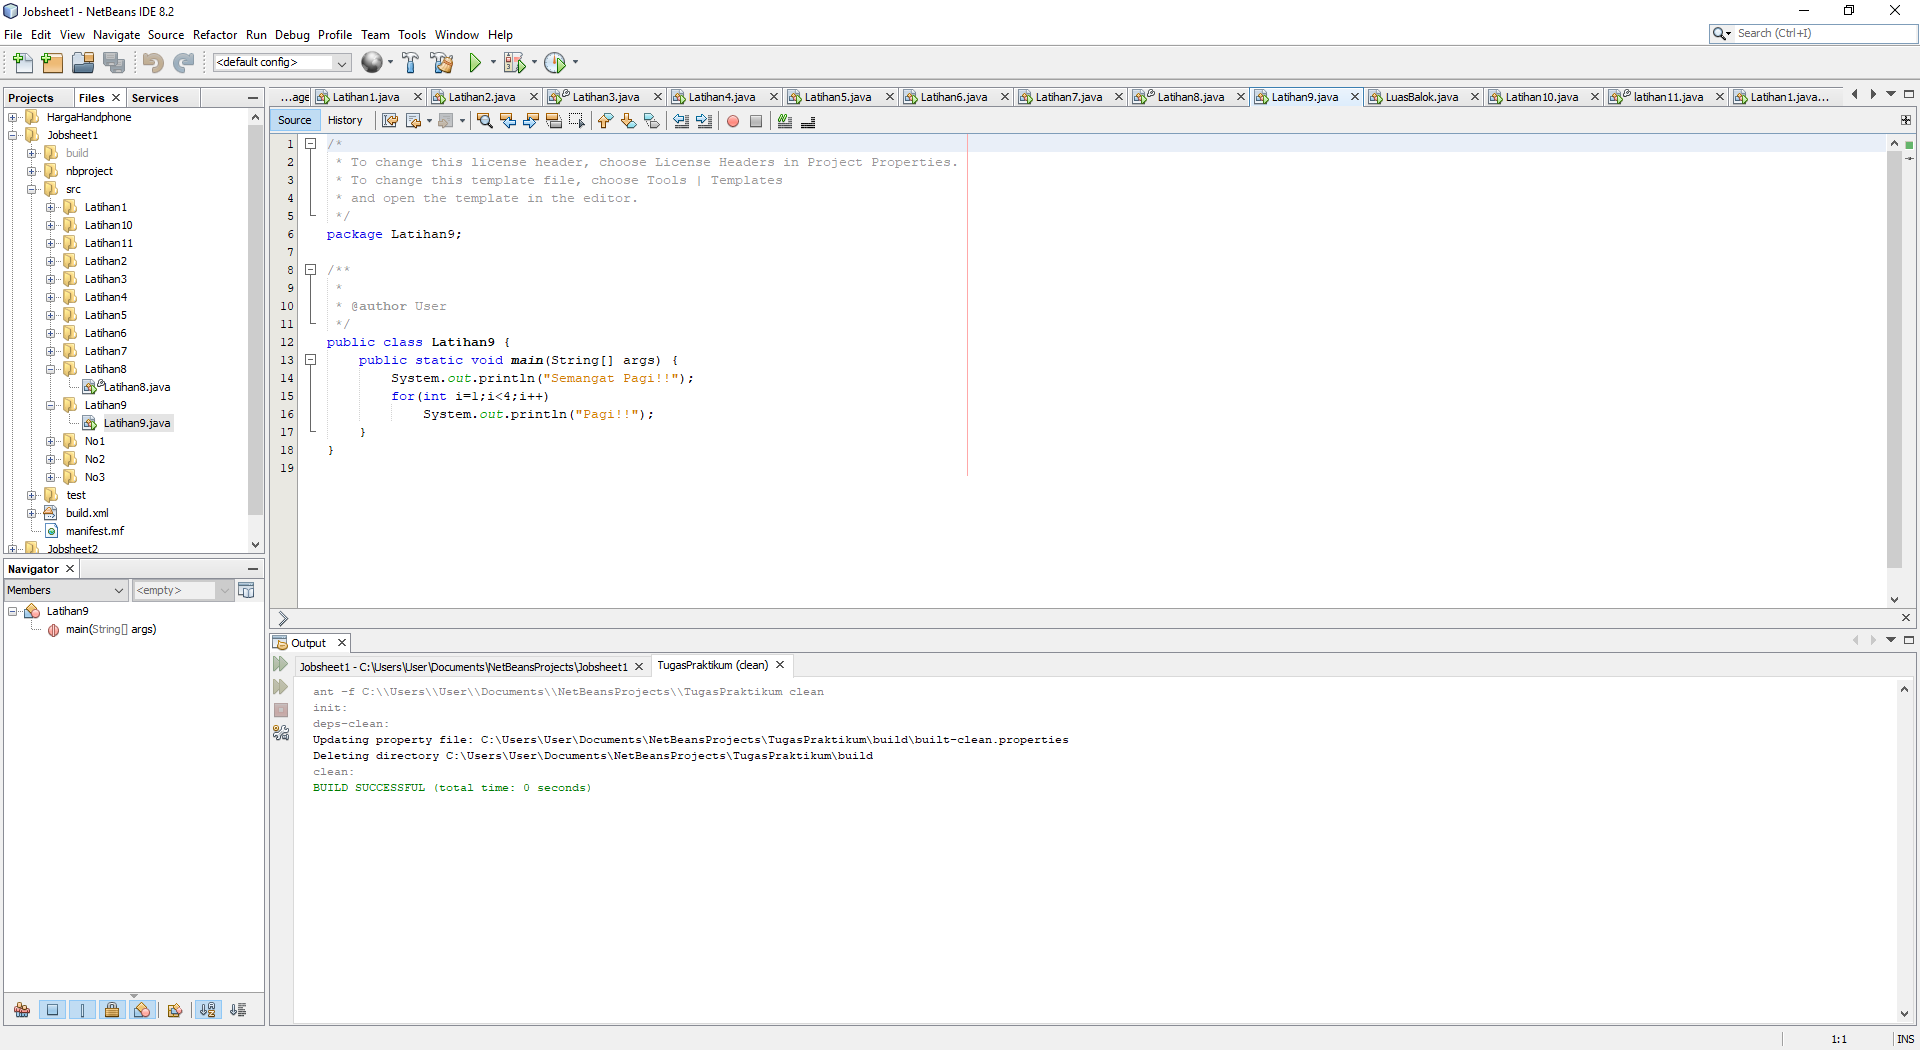 Jobsheet1 - NetBeans IDE 8.2
File Edit View Navigate Source Refactor Run Debug Profile Team Tools Window Help
Search (Ctrl+I)
<default config>
Projects Files Services
...age Latihan1.java Latihan2.java Latihan3.java Latihan4.java Latihan5.java Latihan6.java Latihan7.java Latihan8.java Latihan9.java LuasBalok.java Latihan10.java latihan11.java Latihan1.java...
Source History
HargaHandphone
Jobsheet1
build
nbproject
src
Latihan1
Latihan10
Latihan11
Latihan2
Latihan3
Latihan4
Latihan5
Latihan6
Latihan7
Latihan8
Latihan8.java
Latihan9
Latihan9.java
No1
No2
No3
test
build.xml
manifest.mf
Jobsheet2
1 /*
2 * To change this license header, choose License Headers in Project Properties.
3 * To change this template file, choose Tools | Templates
4 * and open the template in the editor.
5 */
6 package Latihan9;
7
8 /**
9 *
10 * @author User
11 */
12 public class Latihan9 {
13 public static void main(String[] args) {
14 System.out.println("Semangat Pagi!!");
15 for(int i=1;i<4;i++)
16 System.out.println("Pagi!!");
17 }
18 }
19
Navigator
Members <empty>
Latihan9
main(String[] args)
Output
Jobsheet1 - C:\Users\User\Documents\NetBeansProjects\Jobsheet1 TugasPraktikum (clean)
ant -f C:\\Users\\User\\Documents\\NetBeansProjects\\TugasPraktikum clean
init:
deps-clean:
Updating property file: C:\Users\User\Documents\NetBeansProjects\TugasPraktikum\build\built-clean.properties
Deleting directory C:\Users\User\Documents\NetBeansProjects\TugasPraktikum\build
clean:
BUILD SUCCESSFUL (total time: 0 seconds)
1:1 INS